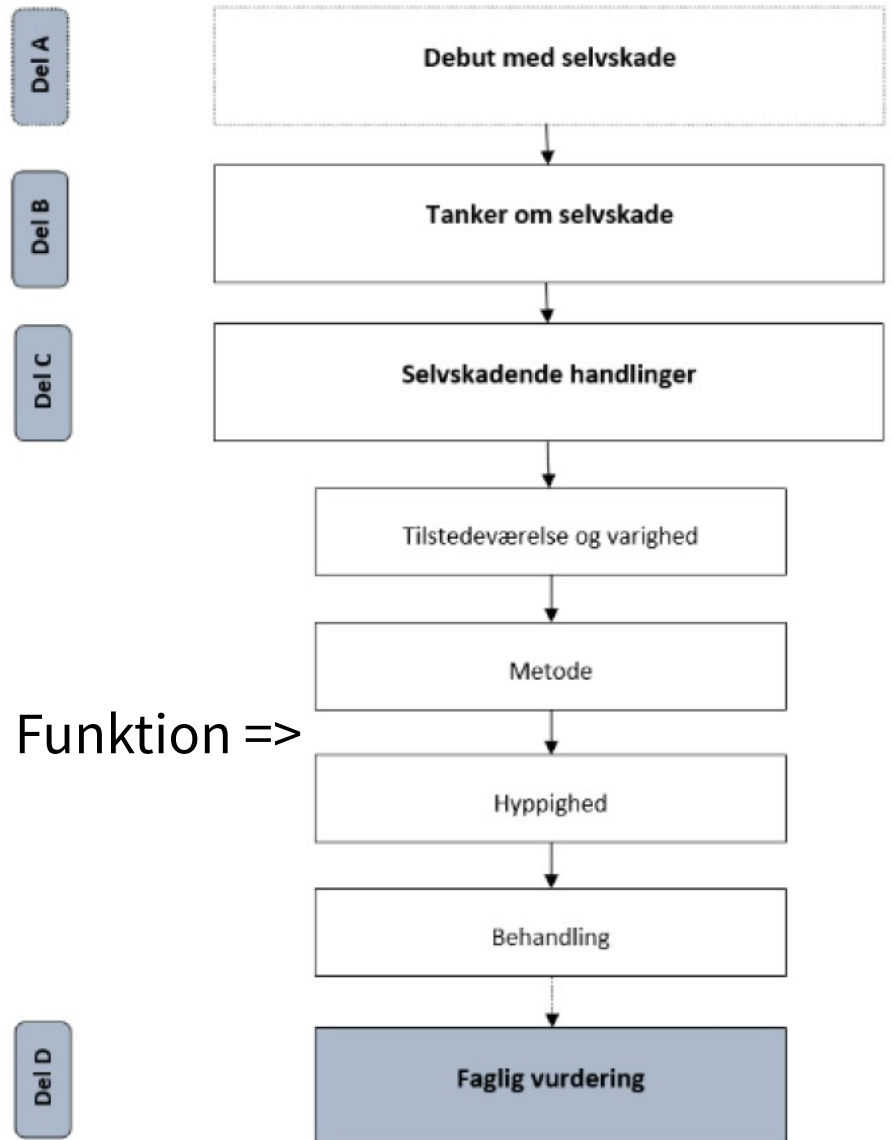 Del A
Debut med selvskade
Del B
Tanker om selvskade
Del C
Selvskadende handlinger
Tilstedeværelse og varighed
Metode
Funktion =>
Hyppighed
Behandling
Del D
Faglig vurdering